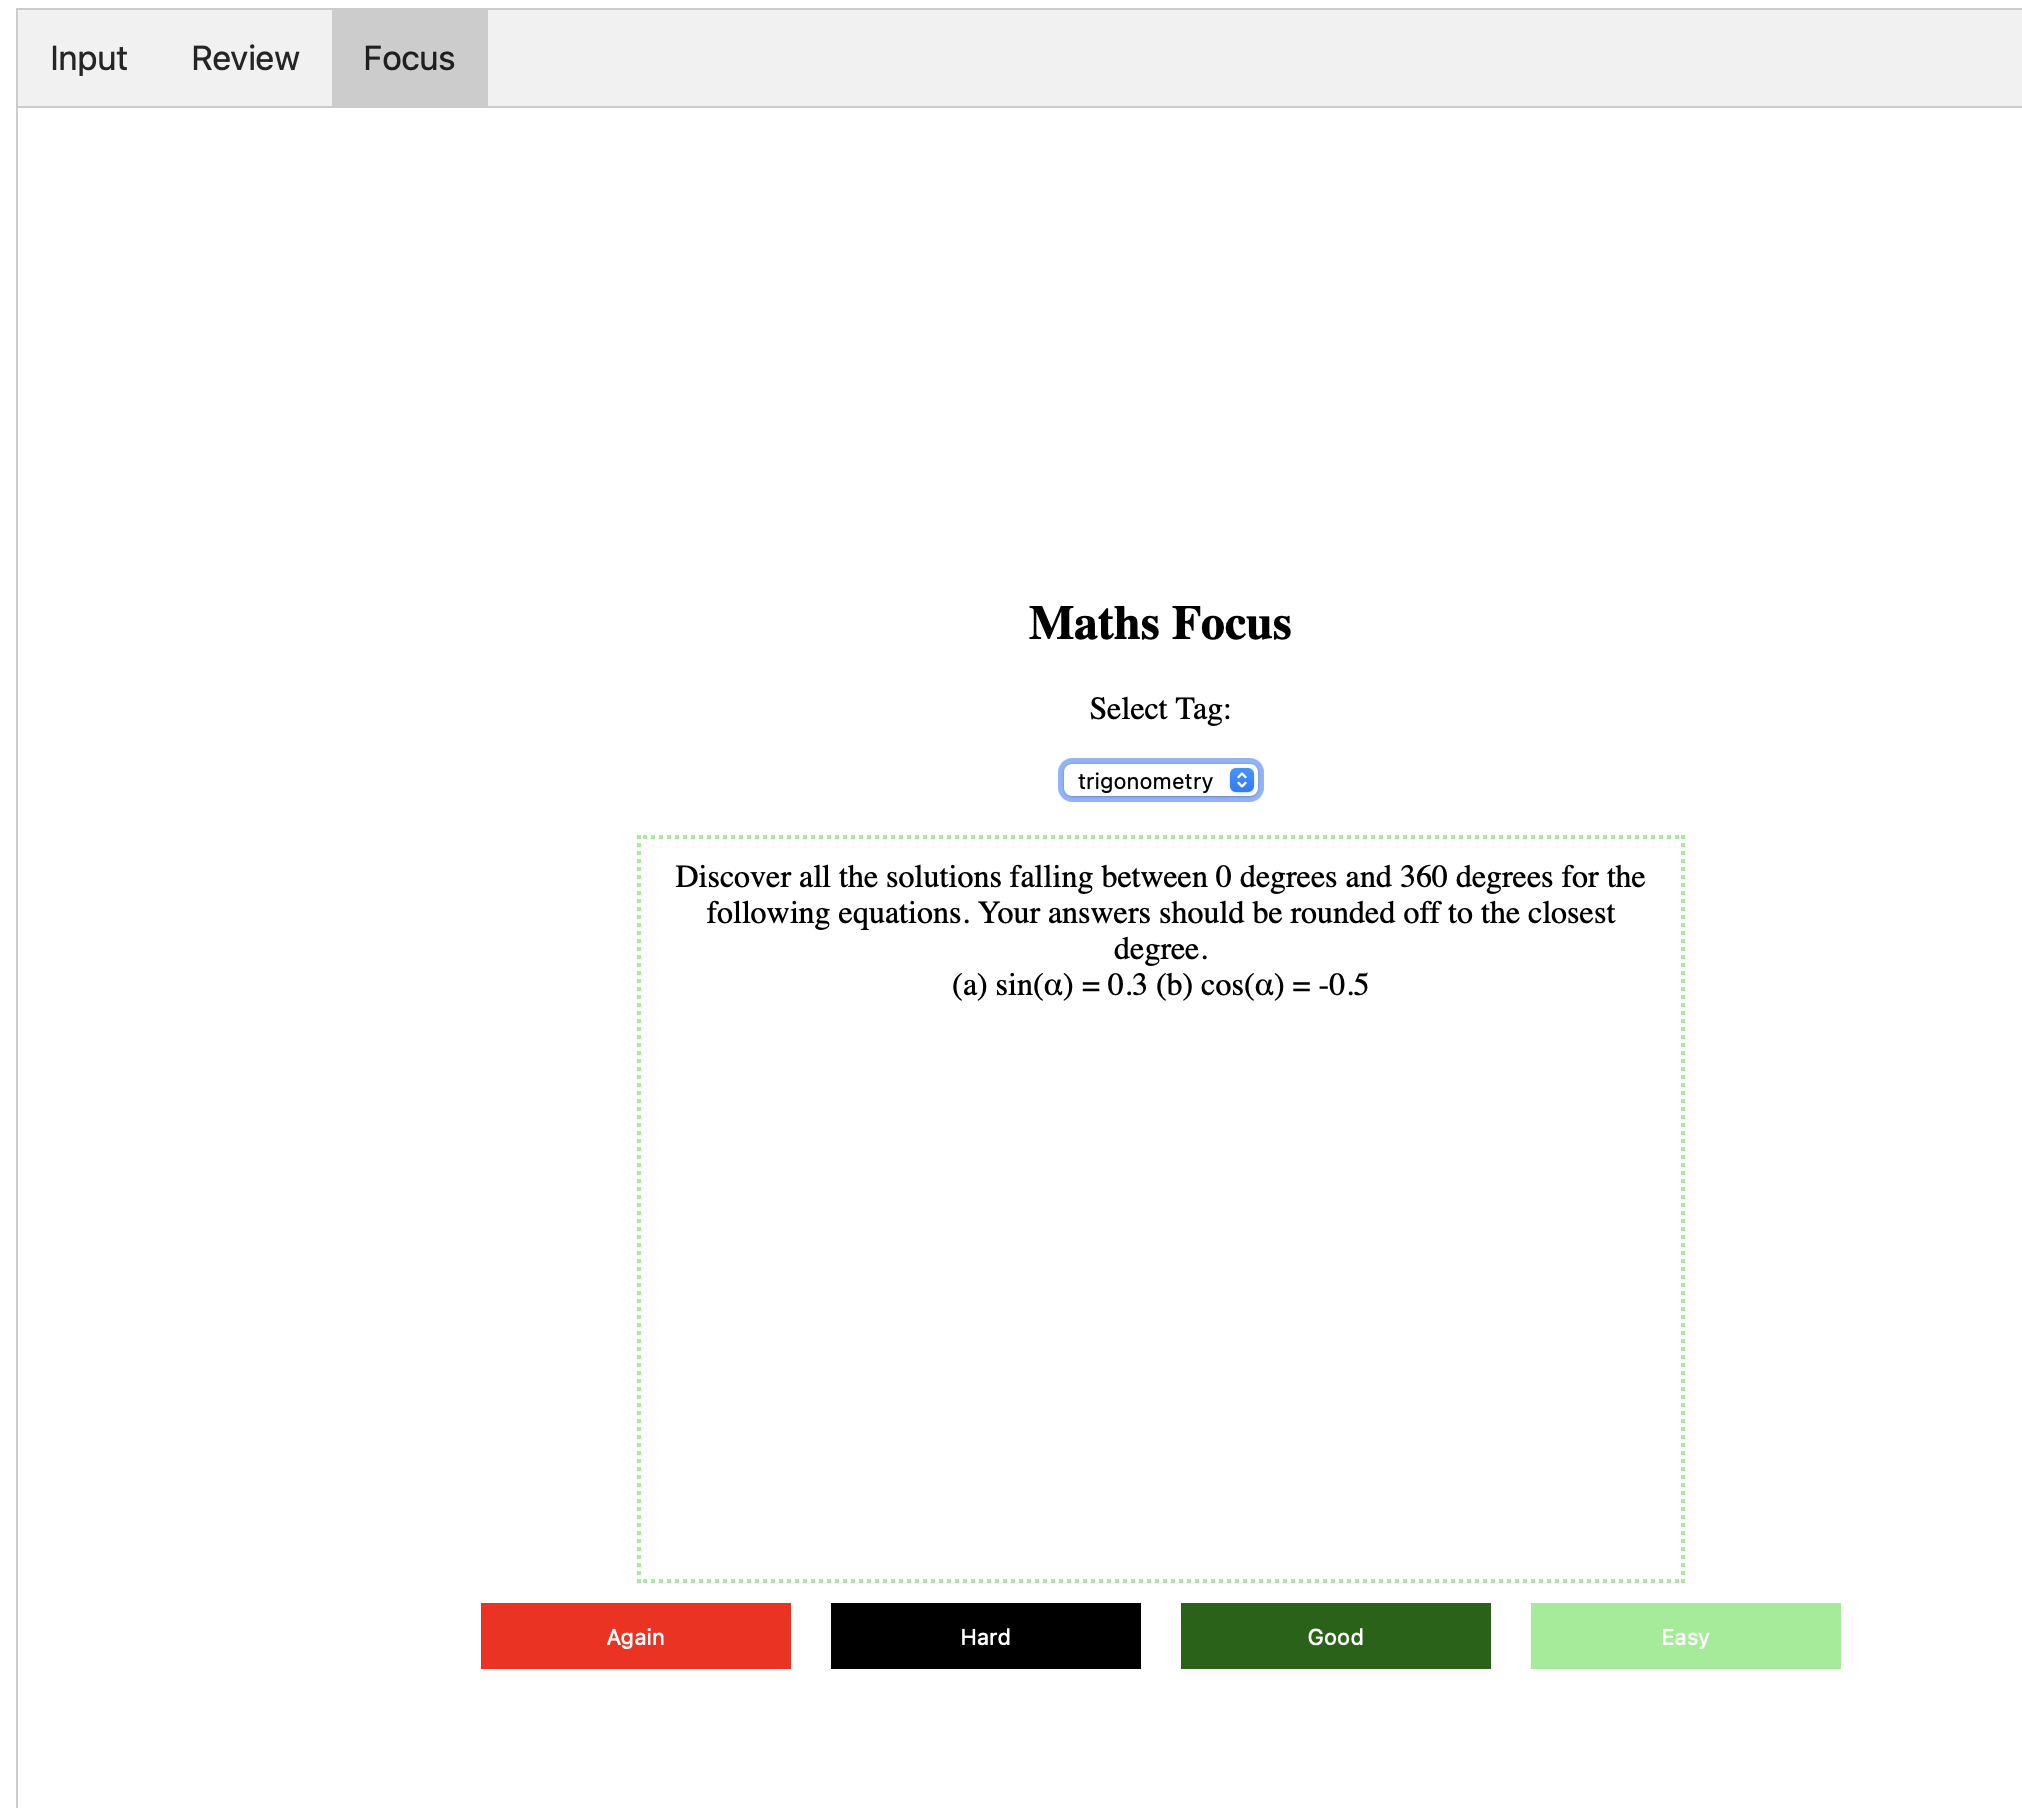 Input Review Focus
Maths Focus
Select Tag:
trigonometry
Discover all the solutions falling between 0 degrees and 360 degrees for the
following equations. Your answers should be rounded off to the closest
degree.
(a) sin(α) = 0.3 (b) cos(α) = -0.5
Again Hard Good Easy